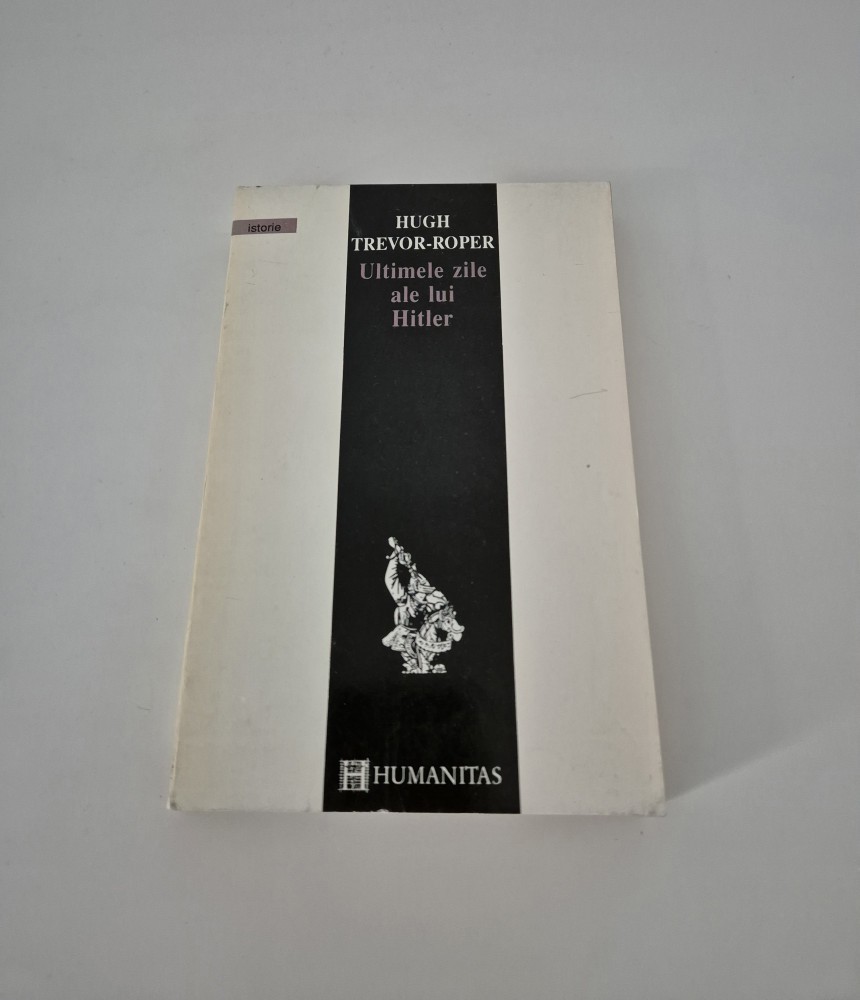 istorie
HUGH
TREVOR-ROPER
Ultimele zile
ale lui
Hitler
HUMANITAS